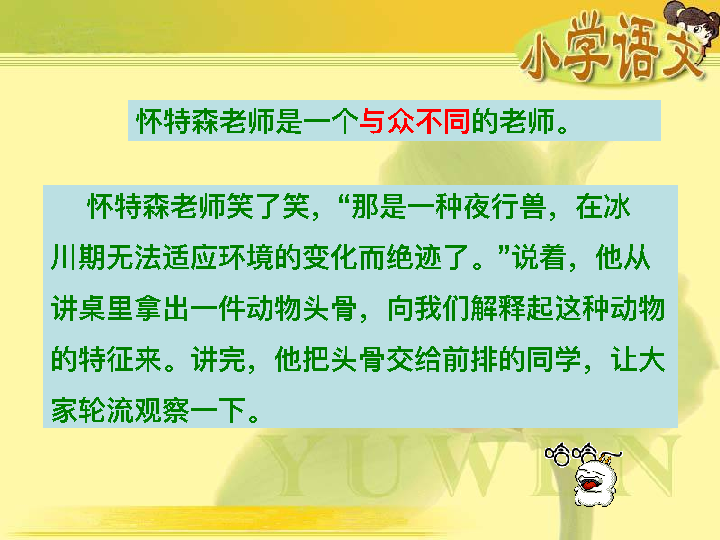 小学语文
怀特森老师是一个与众不同的老师。
怀特森老师笑了笑，“那是一种夜行兽，在冰
川期无法适应环境的变化而绝迹了。”说着，他从
讲桌里拿出一件动物头骨，向我们解释起这种动物
的特征来。讲完，他把头骨交给前排的同学，让大
家轮流观察一下。
哈哈
YUWEN